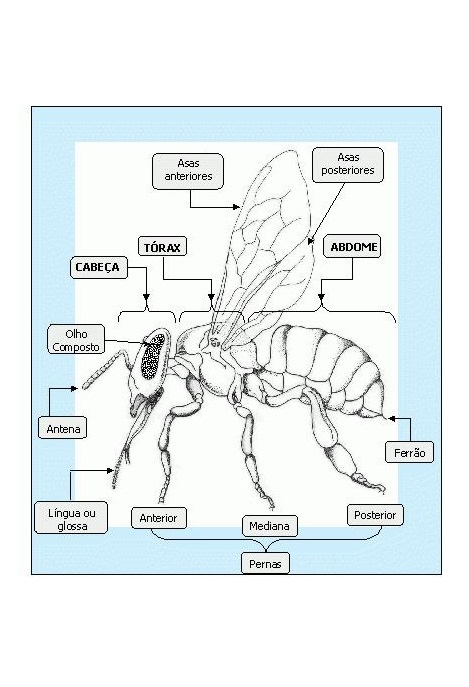 Asas
anteriores
Asas
posteriores
TÓRAX
ABDOME
CABEÇA
Olho
Composto
Antena
Ferrão
Língua ou
glossa
Anterior
Mediana
Posterior
Pernas